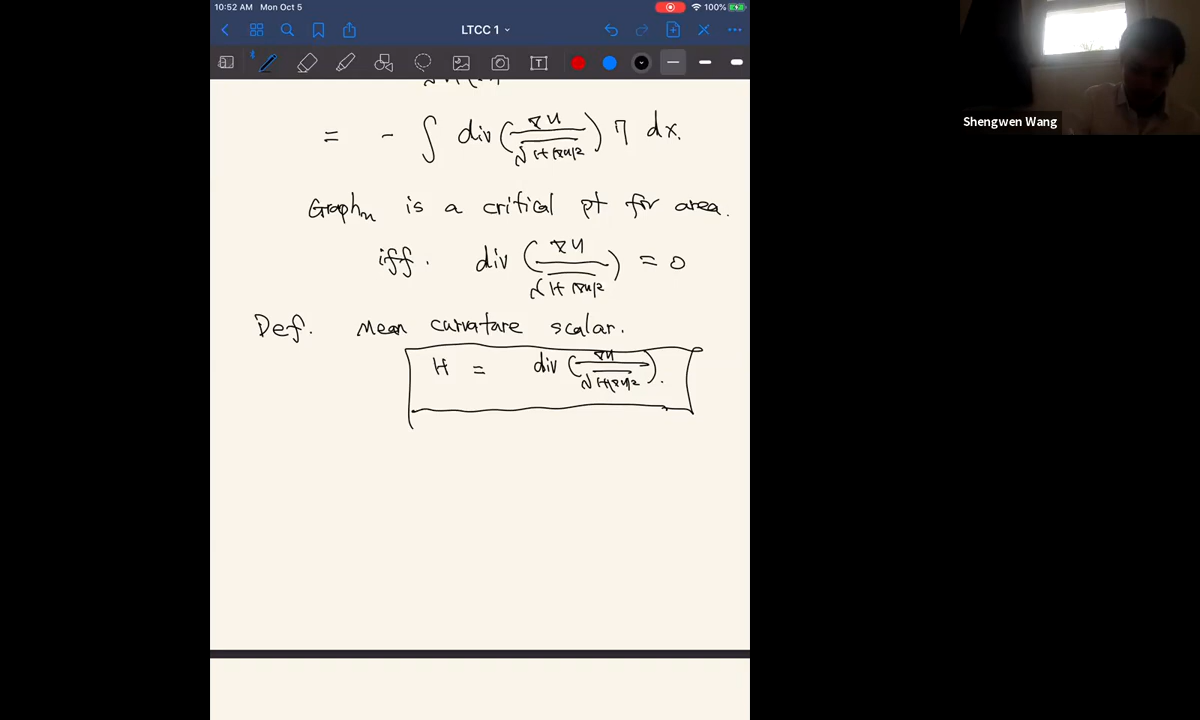 10:52 AM Mon Oct 5
100%
LTCC 1
= - ∫ div ( ∇u / √1+|∇u|2 ) η dx.
Graph_u is a critical pt for area.
iff. div ( ∇u / √1+|∇u|2 ) = 0
Def. Mean curvature scalar.
H = div ( ∇u / √1+|∇u|2 ).
Shengwen Wang